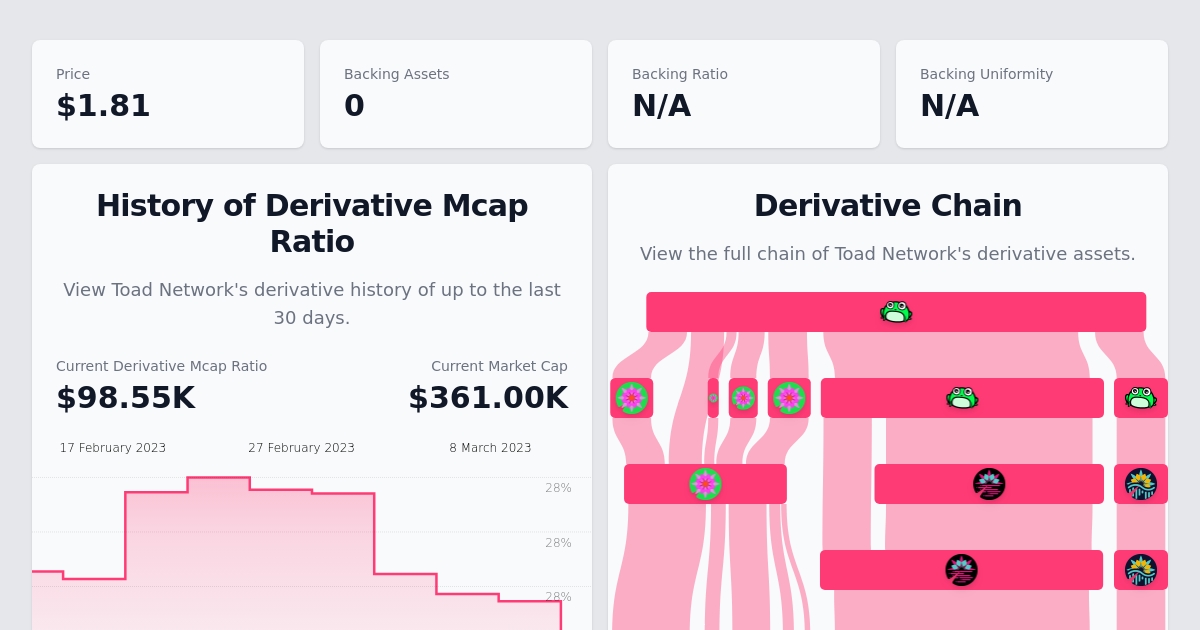 Price
$1.81
Backing Assets
0
Backing Ratio
N/A
Backing Uniformity
N/A
History of Derivative Mcap
Ratio
View Toad Network's derivative history of up to the last
30 days.
Current Derivative Mcap Ratio
$98.55K
Current Market Cap
$361.00K
17 February 2023
27 February 2023
8 March 2023
28%
28%
28%
Derivative Chain
View the full chain of Toad Network's derivative assets.